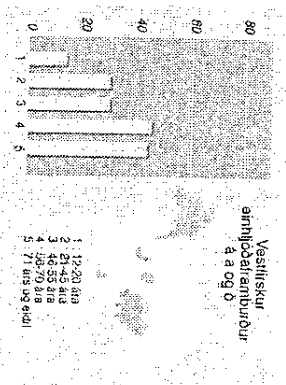 Vestfirskur
einhljóðaframburður
á a og ó
80
60
40
20
0
1 2 3 4 5
1 12-20 ára
2 21-45 ára
3 46-55 ára
4 56-70 ára
5 71 árs og eldri